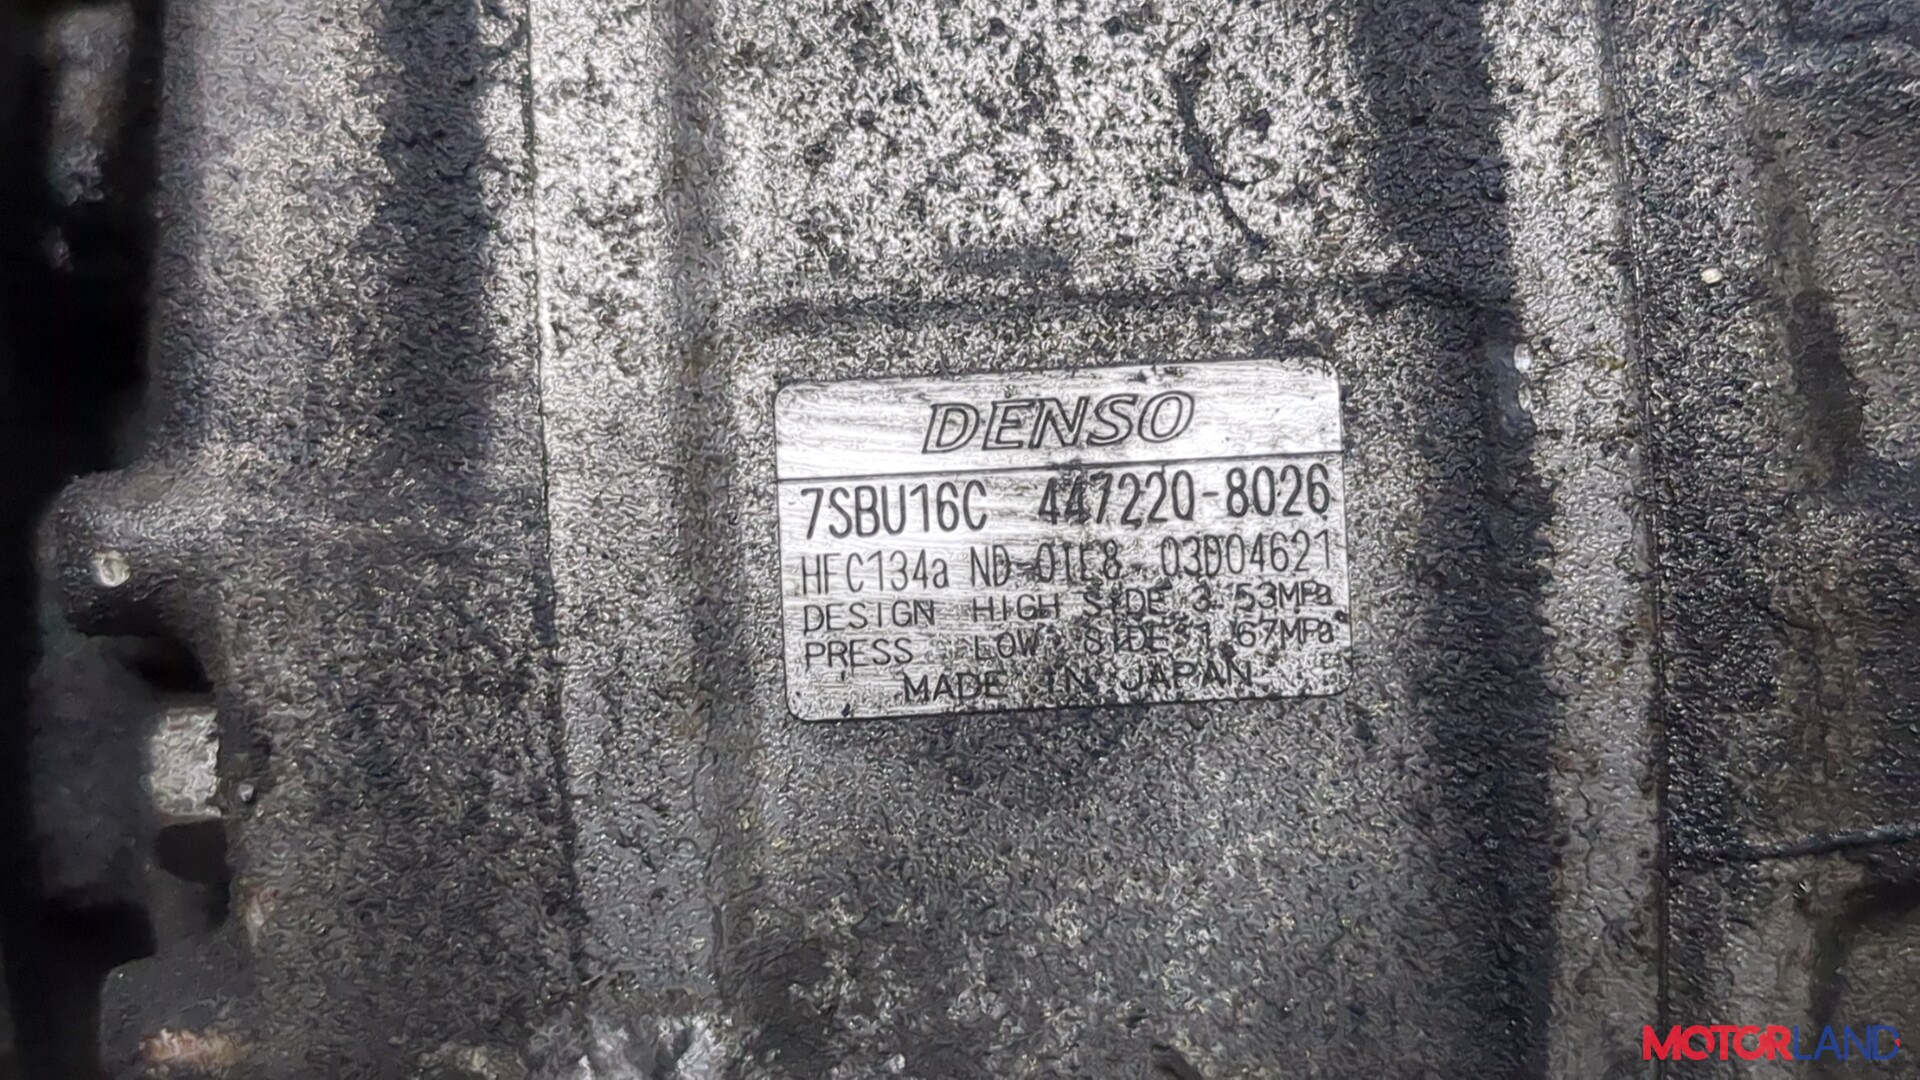 DENSO
7SBU16C 447220-8026
HFC134a ND-OIL8 03D04621
DESIGN HIGH SIDE 3.53MPa
PRESS LOW SIDE 1.67MPa
MADE IN JAPAN
MOTORLAND